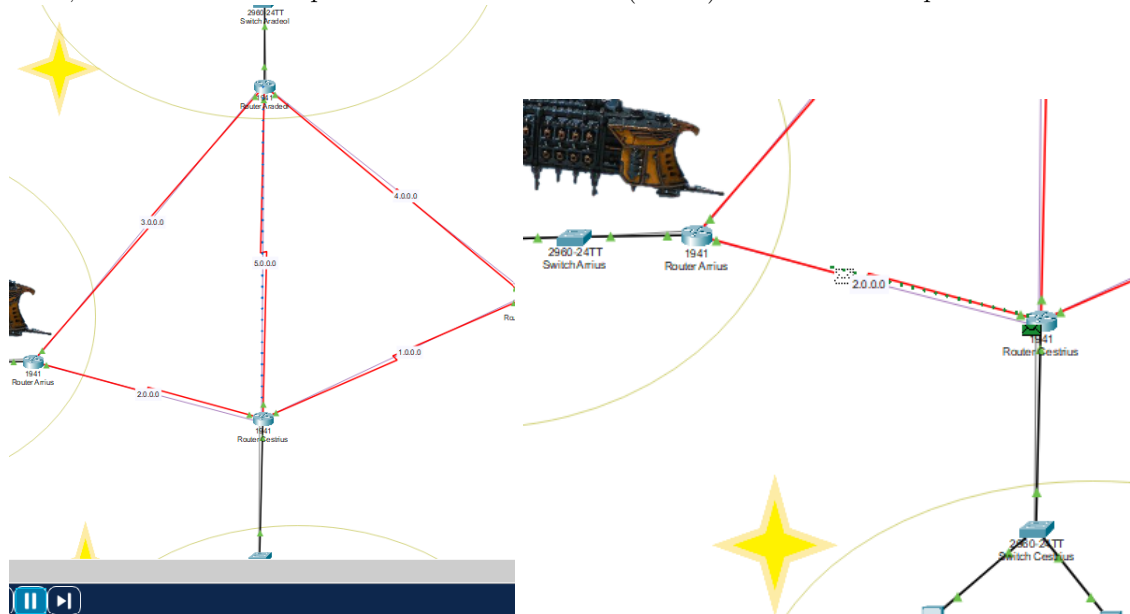 2960-24TT
Switch Aradeol
1941
Router Aradeol
4.0.0.0
3.0.0.0
5.0.0.0
1.0.0.0
1941
Router Arrius
2.0.0.0
1941
Router Cestrius
2960-24TT
Switch Arrius
1941
Router Arrius
2.0.0.0
1941
Router Cestrius
2960-24TT
Switch Cestrius